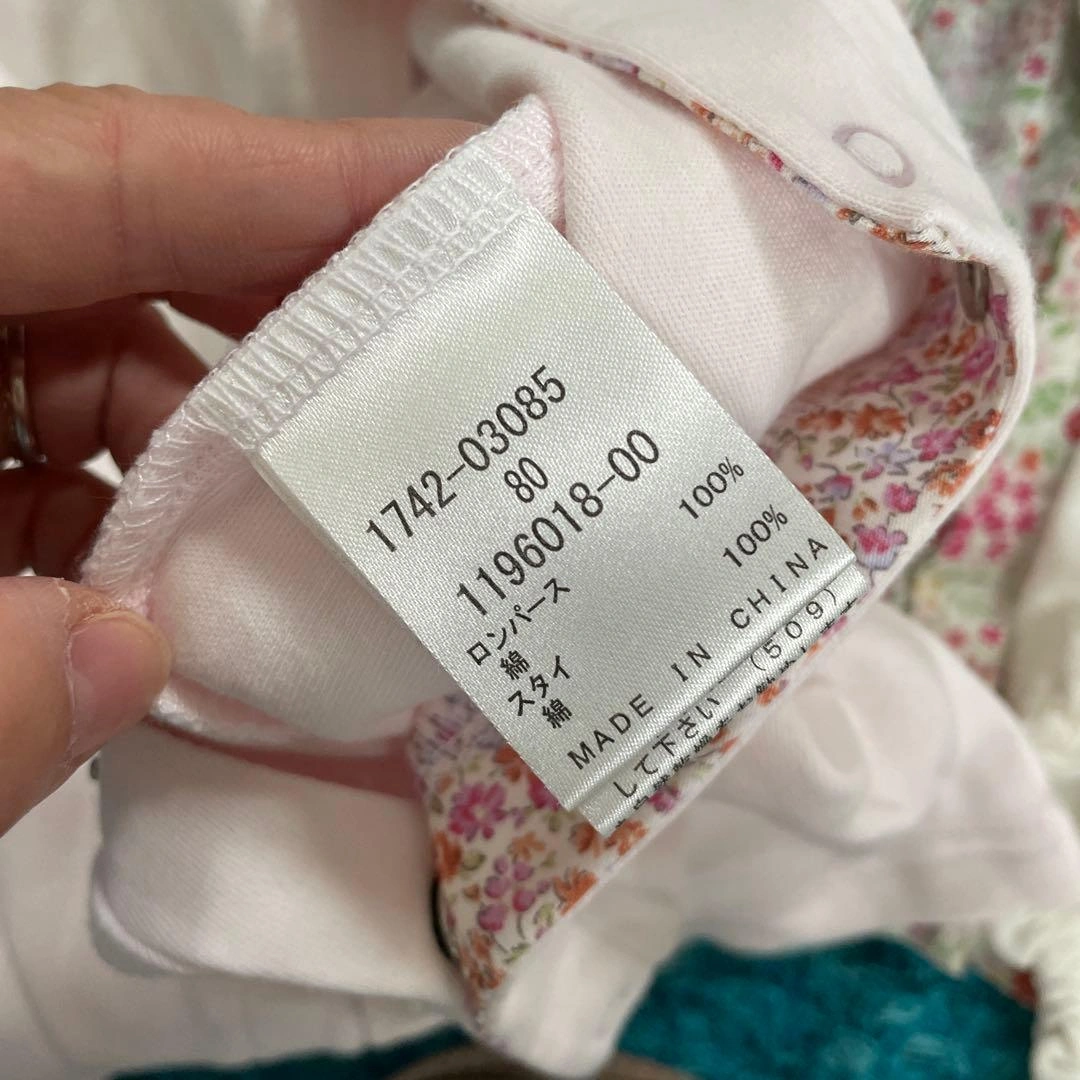 1742-03085
80
1196018-00
ロンパース
綿 100%
スタイ
綿 100%
MADE IN CHINA
して下さい (509)